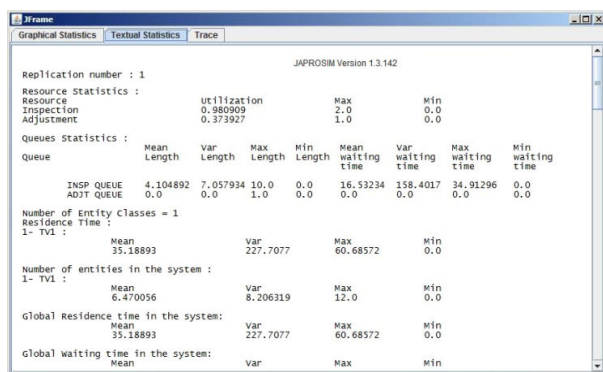 JFrame
Graphical Statistics Textual Statistics Trace
JAPROSIM Version 1.3.142
Replication number : 1
Resource Statistics :
Resource Utilization Max Min
Inspection 0.980909 2.0 0.0
Adjustment 0.373927 1.0 0.0
Queues Statistics :
Mean Var Max Min Mean Var Max Min
Queue Length Length Length Length waiting waiting waiting waiting
time time time time
INSP QUEUE 4.104892 7.057934 10.0 0.0 16.53234 158.4017 34.91296 0.0
ADJT QUEUE 0.0 0.0 1.0 0.0 0.0 0.0 0.0 0.0
Number of Entity Classes = 1
Residence Time :
1- TV1 :
Mean Var Max Min
35.18893 227.7077 60.68572 0.0
Number of entities in the system :
1- TV1 :
Mean Var Max Min
6.470056 8.206319 12.0 0.0
Global Residence time in the system:
Mean Var Max Min
35.18893 227.7077 60.68572 0.0
Global Waiting time in the system:
Mean Var Max Min